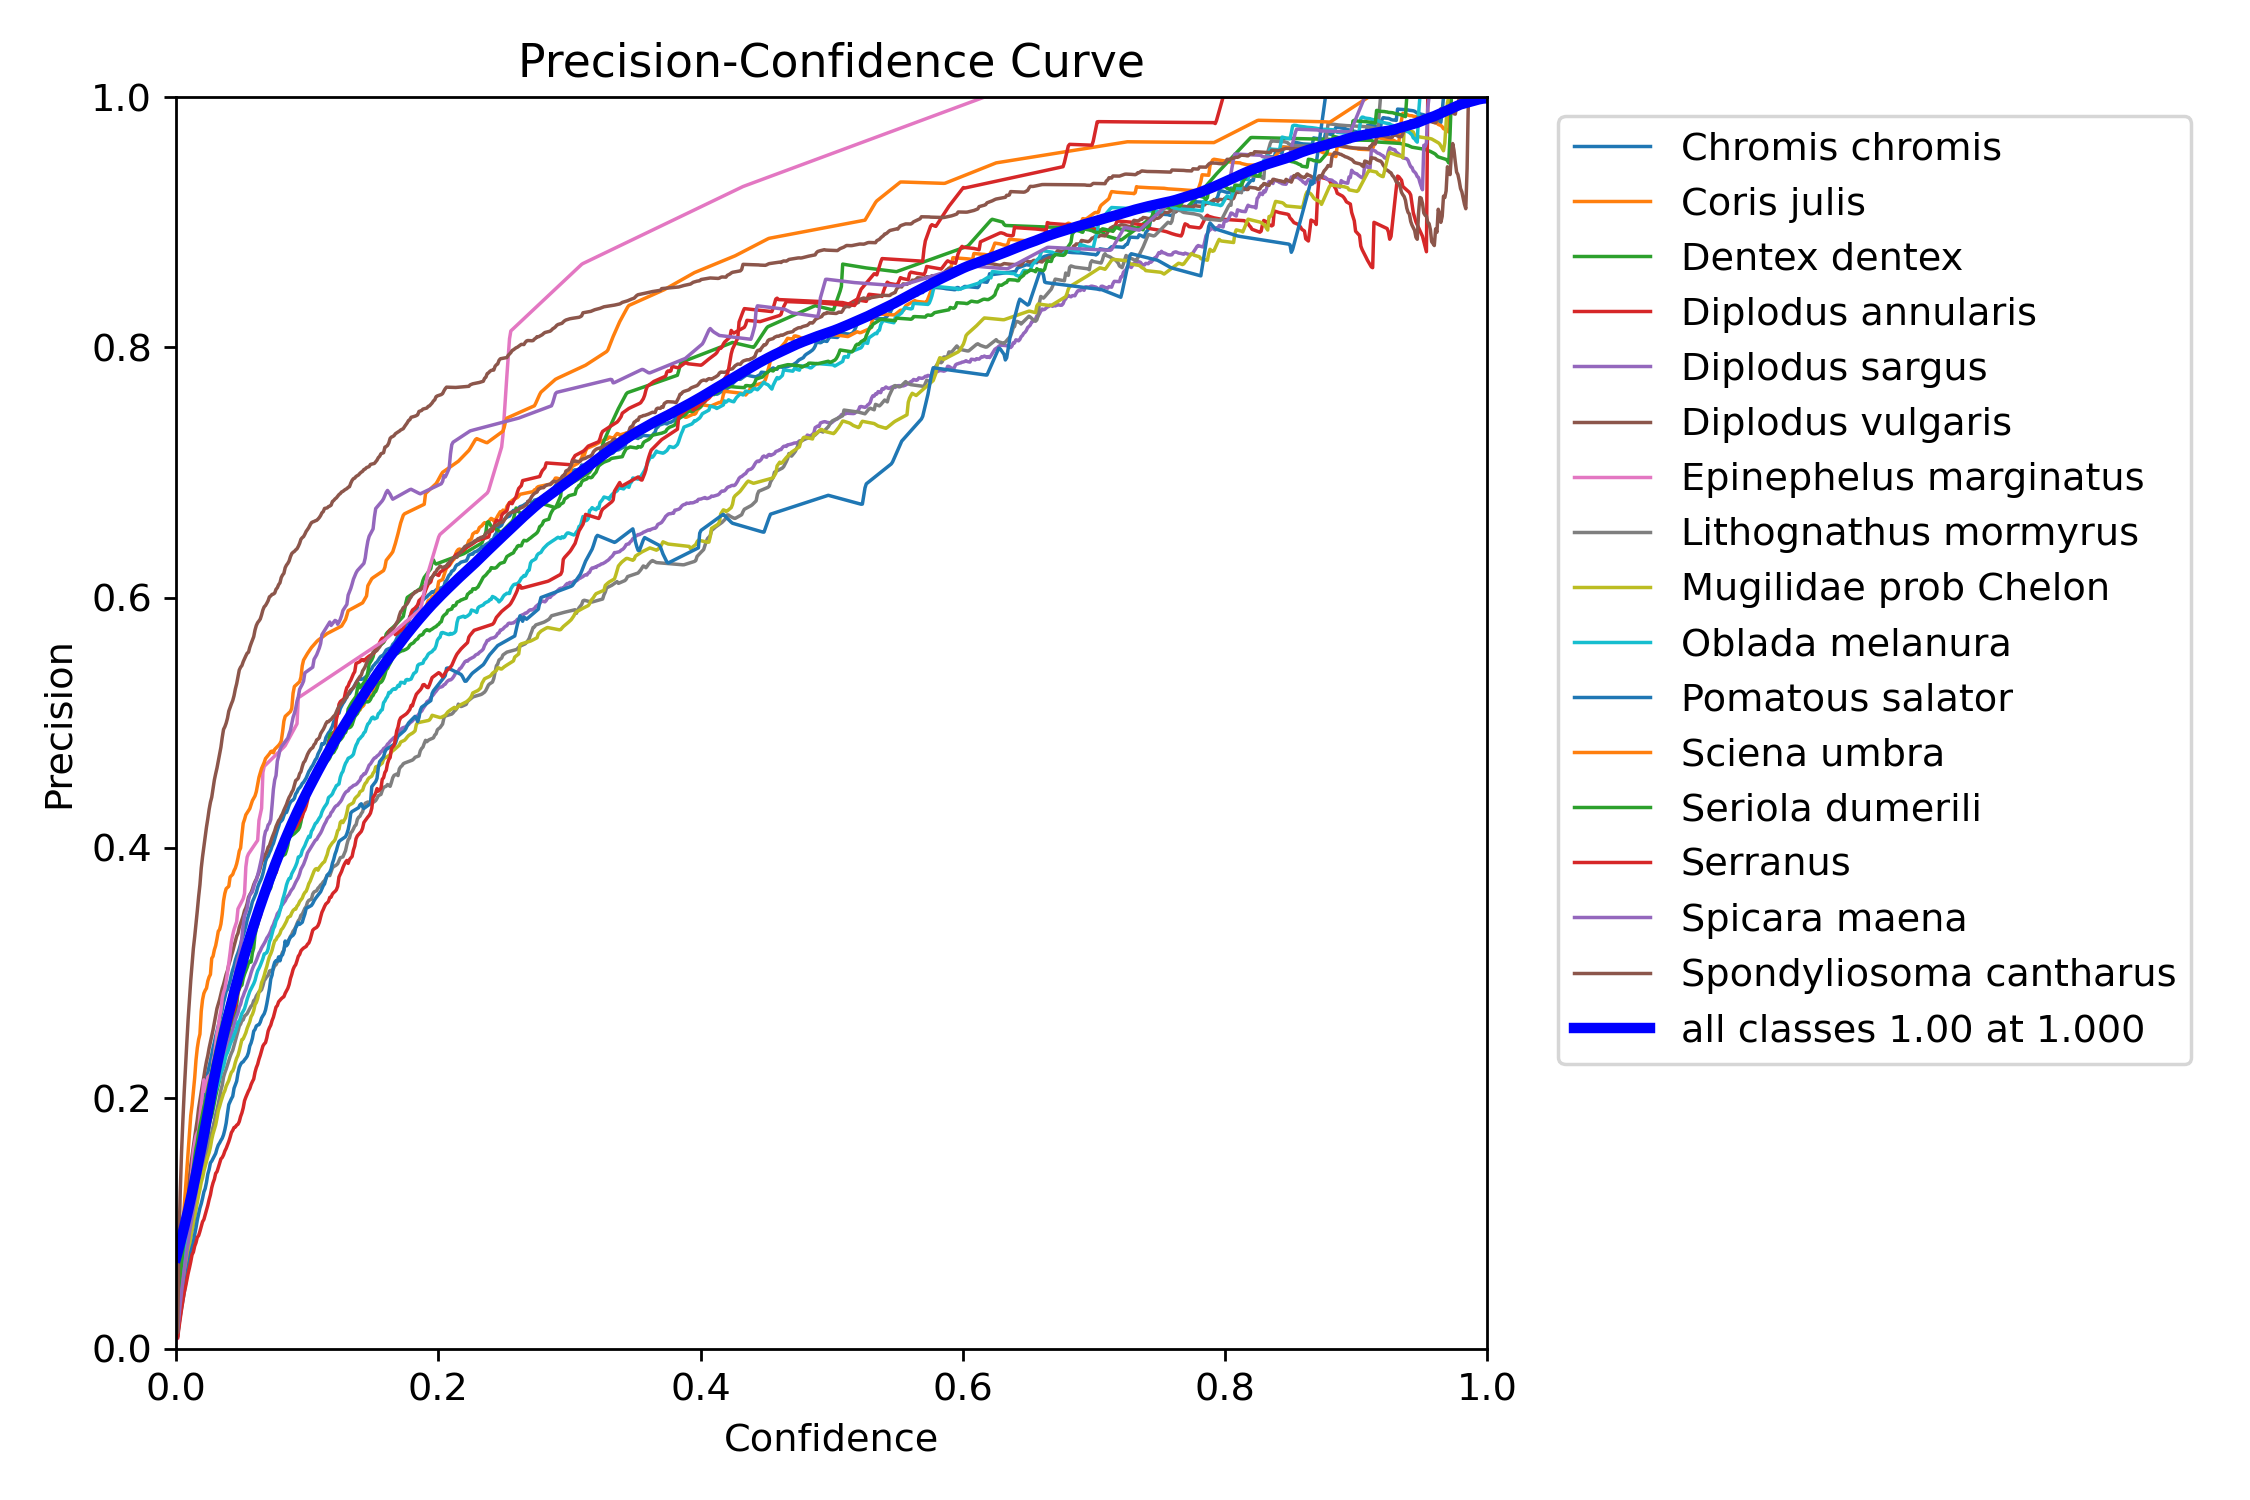 Precision-Confidence Curve
1.0
0.8
0.6
0.4
0.2
0.0
Precision
0.0 0.2 0.4 0.6 0.8 1.0
Confidence
Chromis chromis
Coris julis
Dentex dentex
Diplodus annularis
Diplodus sargus
Diplodus vulgaris
Epinephelus marginatus
Lithognathus mormyrus
Mugilidae prob Chelon
Oblada melanura
Pomatous salator
Sciena umbra
Seriola dumerili
Serranus
Spicara maena
Spondyliosoma cantharus
all classes 1.00 at 1.000